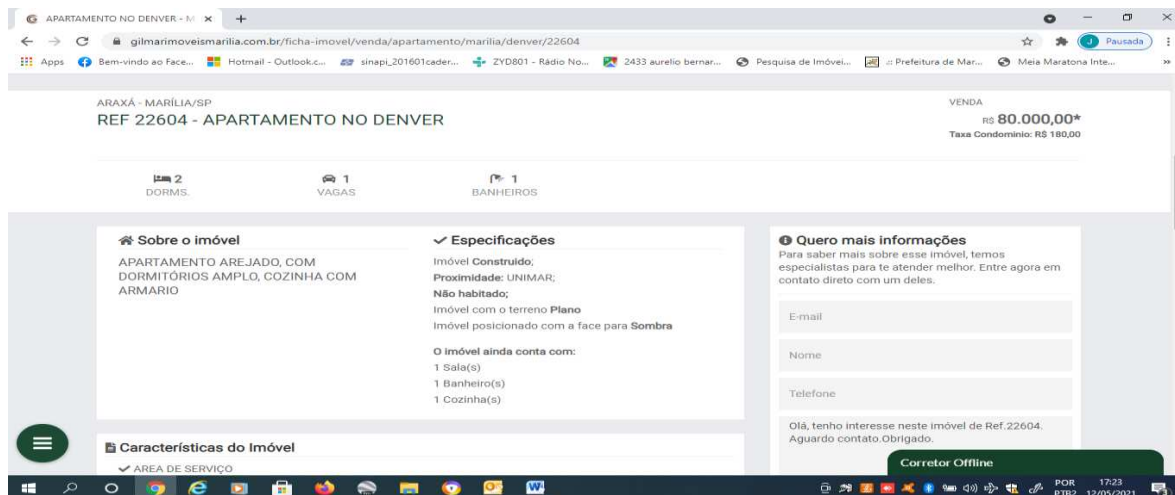 APARTAMENTO NO DENVER - M
gilmarimoveismarilia.com.br/ficha-imovel/venda/apartamento/marilia/denver/22604
Pausada
Apps
Bem-vindo ao Face...
Hotmail - Outlook.c...
sinapi_201601cader...
ZYD801 - Rádio No...
2433 aurelio bernar...
Pesquisa de Imóvei...
.:: Prefeitura de Mar...
Meia Maratona Inte...
ARAXÁ - MARÍLIA/SP
REF 22604 - APARTAMENTO NO DENVER
VENDA
R$ 80.000,00*
Taxa Condominio: R$ 180,00
2
DORMS.
1
VAGAS
1
BANHEIROS
Sobre o imóvel
APARTAMENTO AREJADO, COM
DORMITÓRIOS AMPLO, COZINHA COM
ARMARIO
Especificações
Imóvel Construido;
Proximidade: UNIMAR;
Não habitado;
Imóvel com o terreno Plano
Imóvel posicionado com a face para Sombra
O imóvel ainda conta com:
1 Sala(s)
1 Banheiro(s)
1 Cozinha(s)
Quero mais informações
Para saber mais sobre esse imóvel, temos
especialistas para te atender melhor. Entre agora em
contato direto com um deles.
E-mail
Nome
Telefone
Olá, tenho interesse neste imóvel de Ref.22604.
Aguardo contato.Obrigado.
Características do Imóvel
AREA DE SERVIÇO
Corretor Offline
POR
PTB2
17:23
12/05/2021